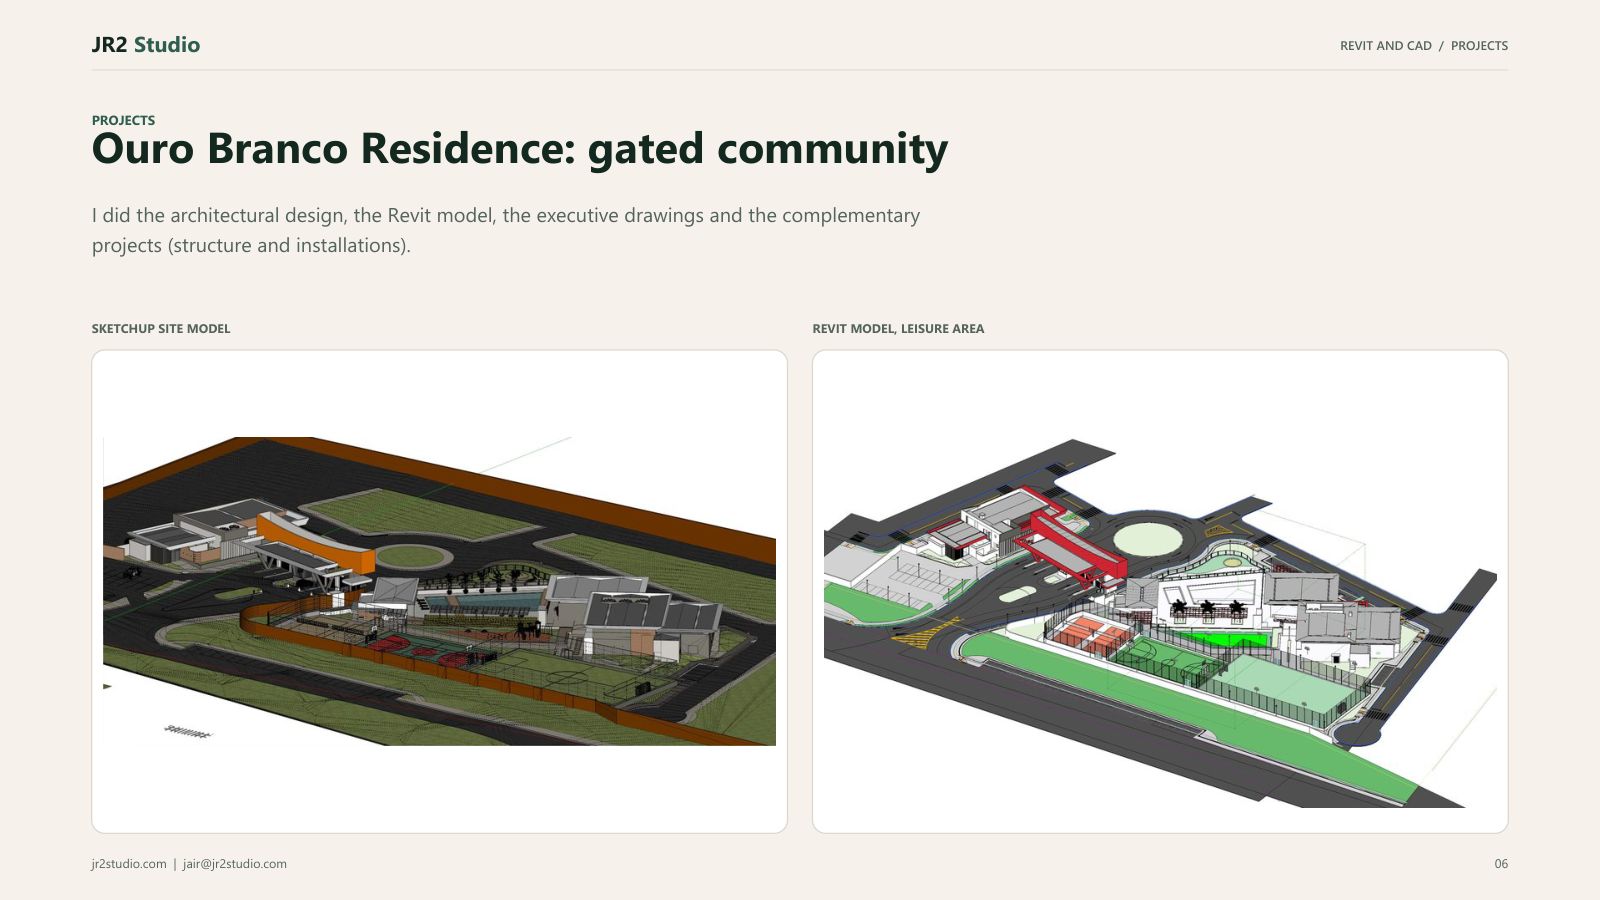 JR2 Studio
REVIT AND CAD / PROJECTS
PROJECTS
Ouro Branco Residence: gated community
I did the architectural design, the Revit model, the executive drawings and the complementary
projects (structure and installations).
SKETCHUP SITE MODEL
REVIT MODEL, LEISURE AREA
jr2studio.com | jair@jr2studio.com
06